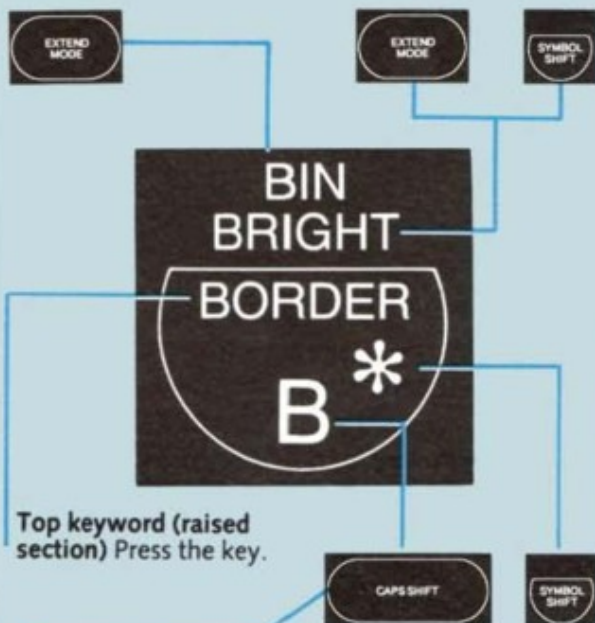 EXTEND
MODE
EXTEND
MODE
SYMBOL
SHIFT
BIN
BRIGHT
BORDER
*
B
Top keyword (raised
section) Press the key.
CAPS SHIFT
SYMBOL
SHIFT